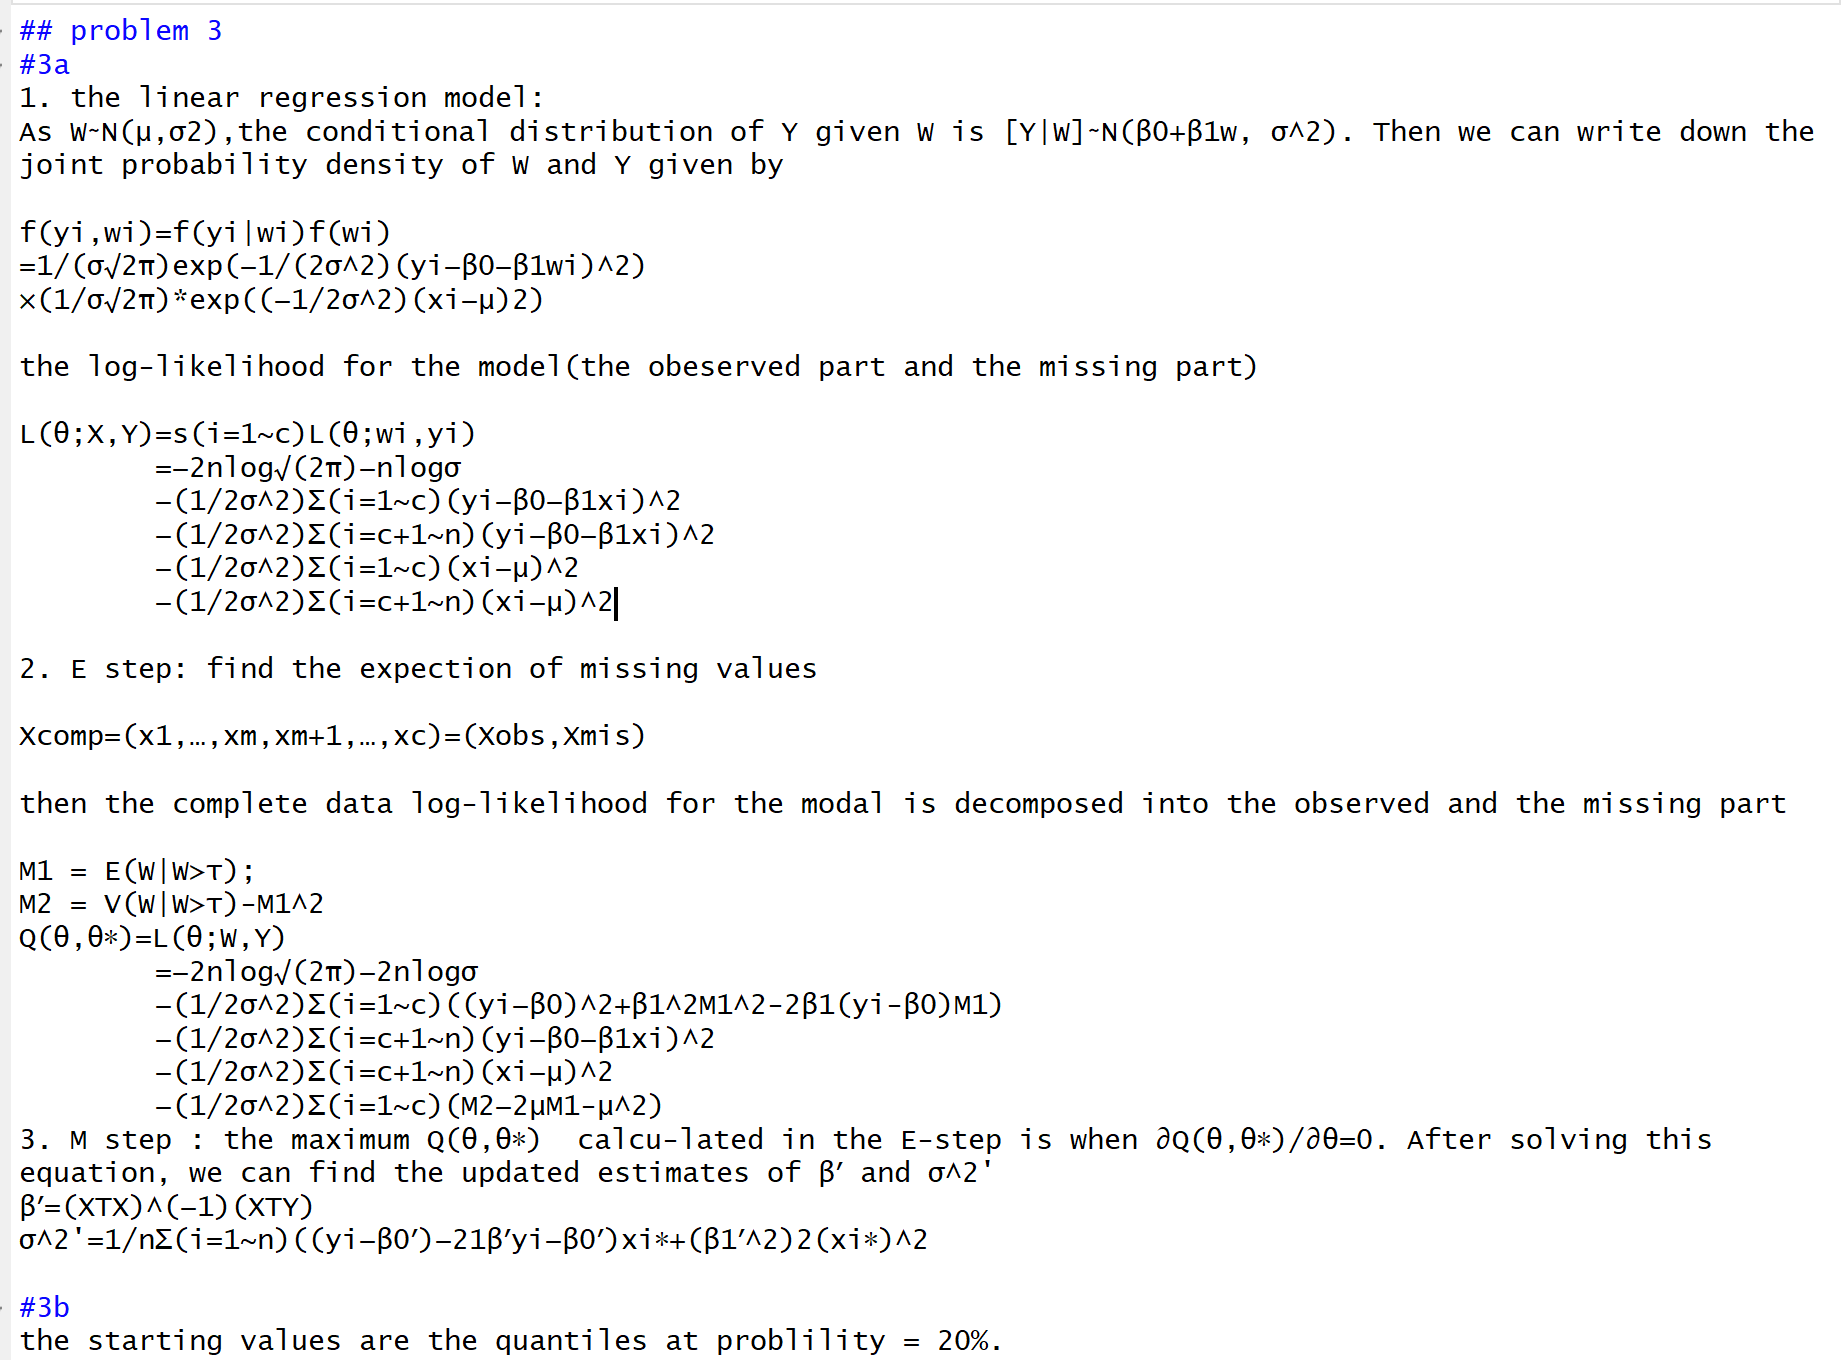 ## problem 3
#3a
1. the linear regression model:
As W~N(μ,σ2),the conditional distribution of Y given W is [Y|W]~N(β0+β1w, σ^2). Then we can write down the
joint probability density of W and Y given by
f(yi,wi)=f(yi|wi)f(wi)
=1/(σ√2π)exp(−1/(2σ^2)(yi−β0−β1wi)^2)
×(1/σ√2π)*exp((−1/2σ^2)(xi−μ)2)
the log-likelihood for the model(the obeserved part and the missing part)
L(θ;X,Y)=s(i=1~c)L(θ;wi,yi)
=−2nlog√(2π)−nlogσ
−(1/2σ^2)Σ(i=1~c)(yi−β0−β1xi)^2
−(1/2σ^2)Σ(i=c+1~n)(yi−β0−β1xi)^2
−(1/2σ^2)Σ(i=1~c)(xi−μ)^2
−(1/2σ^2)Σ(i=c+1~n)(xi−μ)^2
2. E step: find the expection of missing values
Xcomp=(x1,…,xm,xm+1,…,xc)=(Xobs,Xmis)
then the complete data log-likelihood for the modal is decomposed into the observed and the missing part
M1 = E(W|W>τ);
M2 = V(W|W>τ)-M1^2
Q(θ,θ∗)=L(θ;W,Y)
=−2nlog√(2π)−2nlogσ
−(1/2σ^2)Σ(i=1~c)((yi−β0)^2+β1^2M1^2-2β1(yi-β0)M1)
−(1/2σ^2)Σ(i=c+1~n)(yi−β0−β1xi)^2
−(1/2σ^2)Σ(i=c+1~n)(xi−μ)^2
−(1/2σ^2)Σ(i=1~c)(M2−2μM1-μ^2)
3. M step : the maximum Q(θ,θ∗)  calcu-lated in the E-step is when ∂Q(θ,θ∗)/∂θ=0. After solving this
equation, we can find the updated estimates of β′ and σ^2'
β′=(XTX)^(−1)(XTY)
σ^2'=1/nΣ(i=1~n)((yi−β0′)−21β′yi−β0′)xi∗+(β1′^2)2(xi∗)^2
#3b
the starting values are the quantiles at problility = 20%.